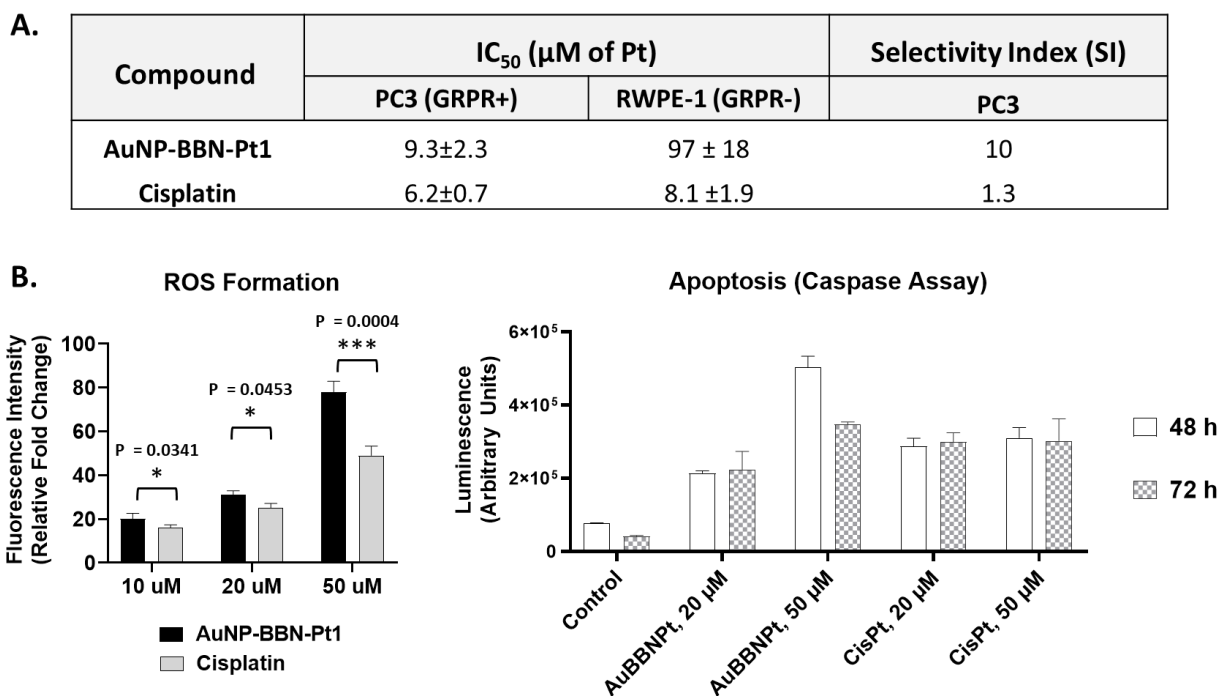 A.
Compound
IC₅₀ (µM of Pt)
Selectivity Index (SI)
PC3 (GRPR+)
RWPE-1 (GRPR-)
PC3
AuNP-BBN-Pt1 9.3±2.3 97 ± 18 10
Cisplatin 6.2±0.7 8.1 ±1.9 1.3
B.
ROS Formation
Fluorescence Intensity
(Relative Fold Change)
100
80
60
40
20
0
P = 0.0341
*
P = 0.0453
*
P = 0.0004
***
10 uM 20 uM 50 uM
AuNP-BBN-Pt1
Cisplatin
Apoptosis (Caspase Assay)
Luminescence
(Arbitrary Units)
6×10⁵
4×10⁵
2×10⁵
0
Control
AuBBNPt, 20 µM
AuBBNPt, 50 µM
CisPt, 20 µM
CisPt, 50 µM
48 h
72 h